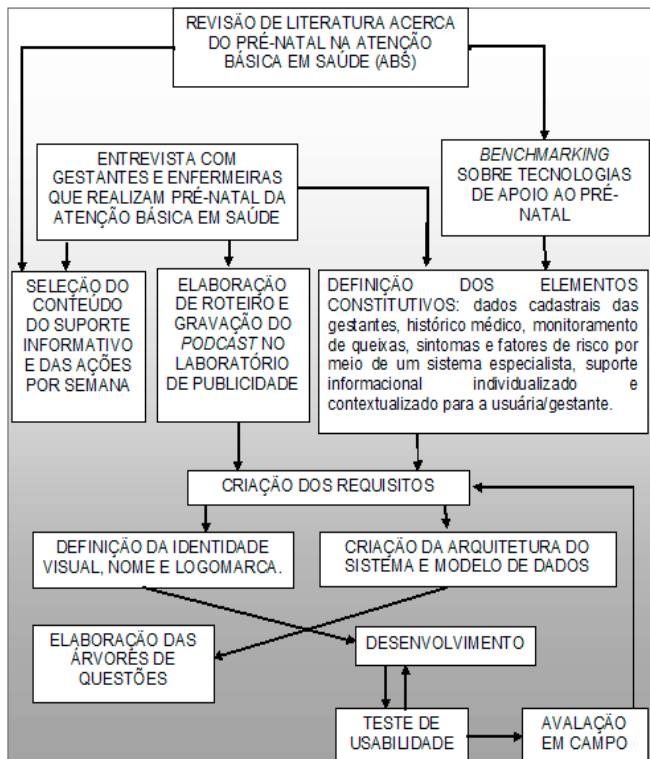 REVISÃO DE LITERATURA ACERCA
DO PRÉ-NATAL NA ATENÇÃO
BÁSICA EM SAÚDE (ABS)
ENTREVISTA COM
GESTANTES E ENFERMEIRAS
QUE REALIZAM PRÉ-NATAL DA
ATENÇÃO BÁSICA EM SAÚDE
BENCHMARKING
SOBRE TECNOLOGIAS
DE APOIO AO PRÉ-
NATAL
SELEÇÃO DO
CONTEÚDO
DO SUPORTE
INFORMATIVO
E DAS AÇÕES
POR SEMANA
ELABORAÇÃO
DE ROTEIRO E
GRAVAÇÃO DO
PODCAST NO
LABORATÓRIO
DE PUBLICIDADE
DEFINIÇÃO DOS ELEMENTOS
CONSTITUTIVOS: dados cadastrais das
gestantes, histórico médico, monitoramento
de queixas, sintomas e fatores de risco por
meio de um sistema especialista, suporte
informacional individualizado e
contextualizado para a usuária/gestante.
CRIAÇÃO DOS REQUISITOS
DEFINIÇÃO DA IDENTIDADE
VISUAL, NOME E LOGOMARCA.
CRIAÇÃO DA ARQUITETURA DO
SISTEMA E MODELO DE DADOS
ELABORAÇÃO DAS
ÁRVORES DE
QUESTÕES
DESENVOLVIMENTO
TESTE DE
USABILIDADE
AVALAÇÃO
EM CAMPO